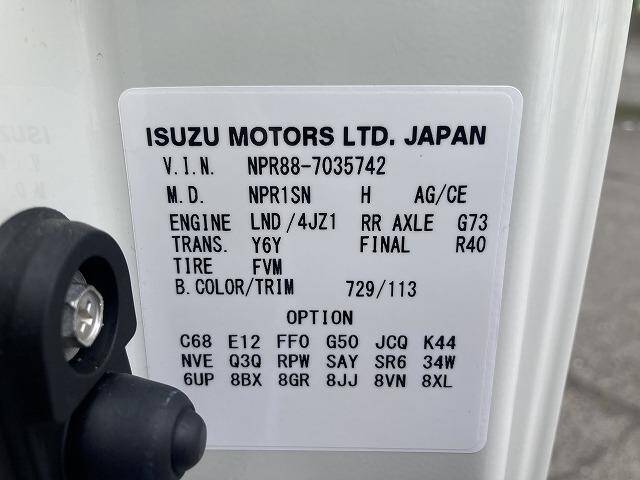 ISUZU MOTORS LTD. JAPAN
V.I.N. NPR88-7035742
M.D. NPR1SN H AG/CE
ENGINE LND/4JZ1 RR AXLE G73
TRANS. Y6Y FINAL R40
TIRE FVM
B.COLOR/TRIM 729/113
OPTION
C68 E12 FF0 G50 JCQ K44
NVE Q3Q RPW SAY SR6 34W
6UP 8BX 8GR 8JJ 8VN 8XL